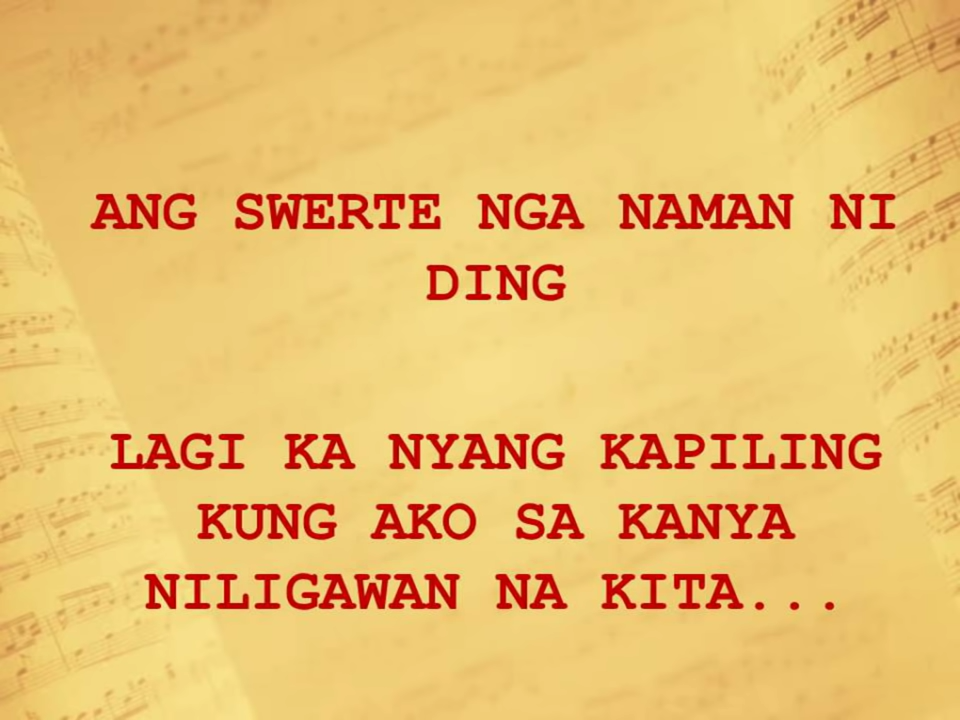 ANG SWERTE NGA NAMAN NI
DING
LAGI KA NYANG KAPILING
KUNG AKO SA KANYA
NILIGAWAN NA KITA...